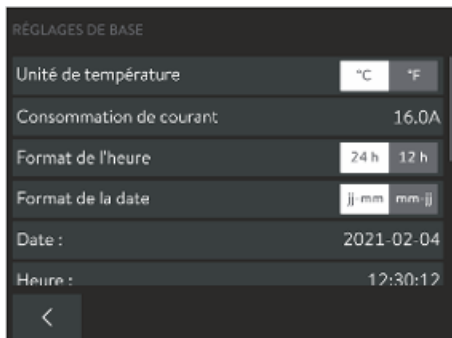 RÉGLAGES DE BASE
Unité de température °C °F
Consommation de courant 16.0A
Format de l'heure 24 h 12 h
Format de la date jj-mm mm-jj
Date : 2021-02-04
Heure : 12:30:12